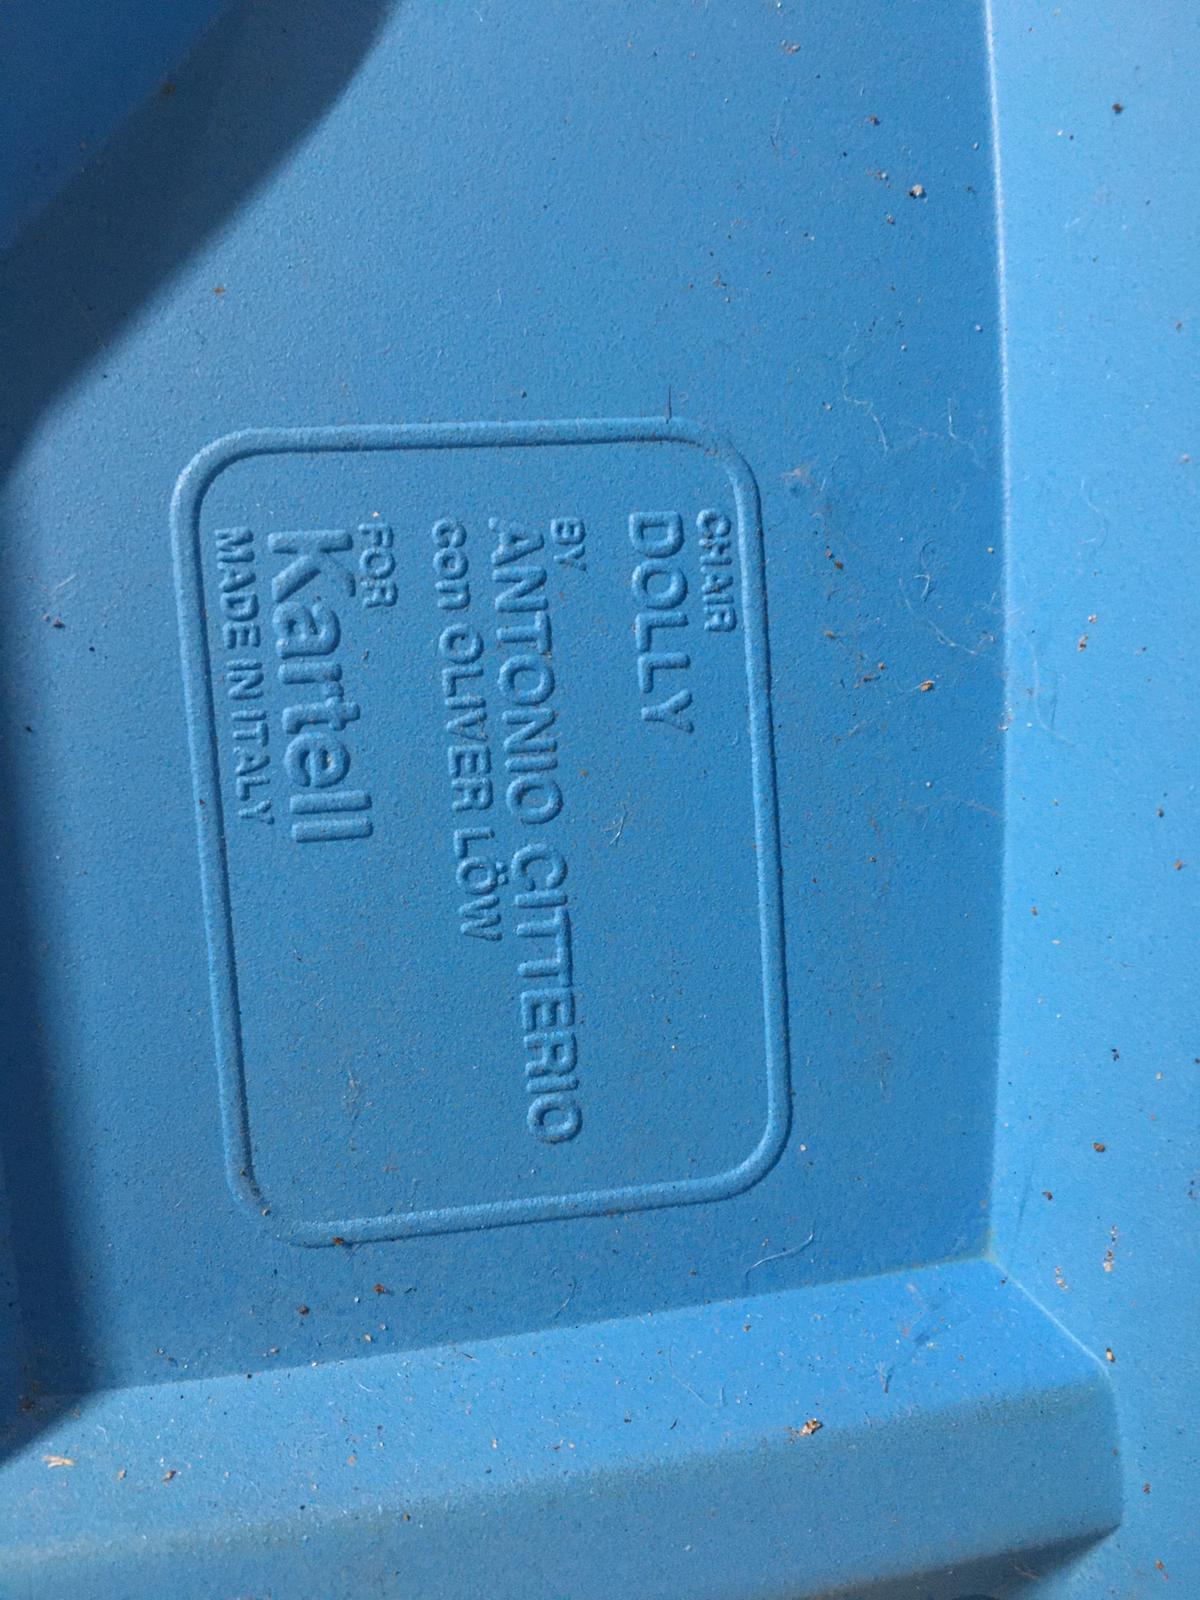 CHAIR
DOLLY
BY
ANTONIO CITTERIO
con OLIVER LÖW
FOR
Kartell
MADE IN ITALY